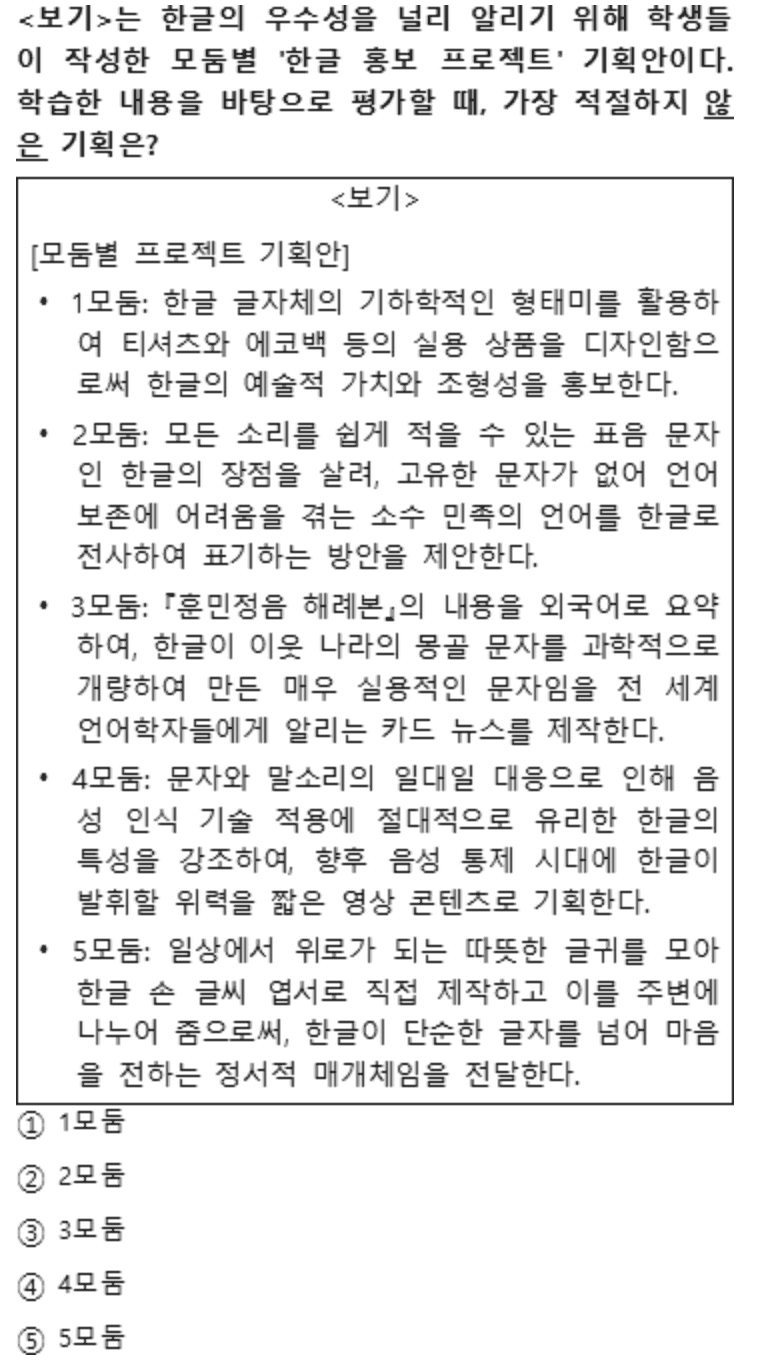 <보기>는 한글의 우수성을 널리 알리기 위해 학생들
이 작성한 모둠별 '한글 홍보 프로젝트' 기획안이다.
학습한 내용을 바탕으로 평가할 때, 가장 적절하지 않
은 기획은?
<보기>
[모둠별 프로젝트 기획안]
• 1모둠: 한글 글자체의 기하학적인 형태미를 활용하
여 티셔츠와 에코백 등의 실용 상품을 디자인함으
로써 한글의 예술적 가치와 조형성을 홍보한다.
• 2모둠: 모든 소리를 쉽게 적을 수 있는 표음 문자
인 한글의 장점을 살려, 고유한 문자가 없어 언어
보존에 어려움을 겪는 소수 민족의 언어를 한글로
전사하여 표기하는 방안을 제안한다.
• 3모둠: 『훈민정음 해례본』의 내용을 외국어로 요약
하여, 한글이 이웃 나라의 몽골 문자를 과학적으로
개량하여 만든 매우 실용적인 문자임을 전 세계
언어학자들에게 알리는 카드 뉴스를 제작한다.
• 4모둠: 문자와 말소리의 일대일 대응으로 인해 음
성 인식 기술 적용에 절대적으로 유리한 한글의
특성을 강조하여, 향후 음성 통제 시대에 한글이
발휘할 위력을 짧은 영상 콘텐츠로 기획한다.
• 5모둠: 일상에서 위로가 되는 따뜻한 글귀를 모아
한글 손 글씨 엽서로 직접 제작하고 이를 주변에
나누어 줌으로써, 한글이 단순한 글자를 넘어 마음
을 전하는 정서적 매개체임을 전달한다.
① 1모둠
② 2모둠
③ 3모둠
④ 4모둠
⑤ 5모둠